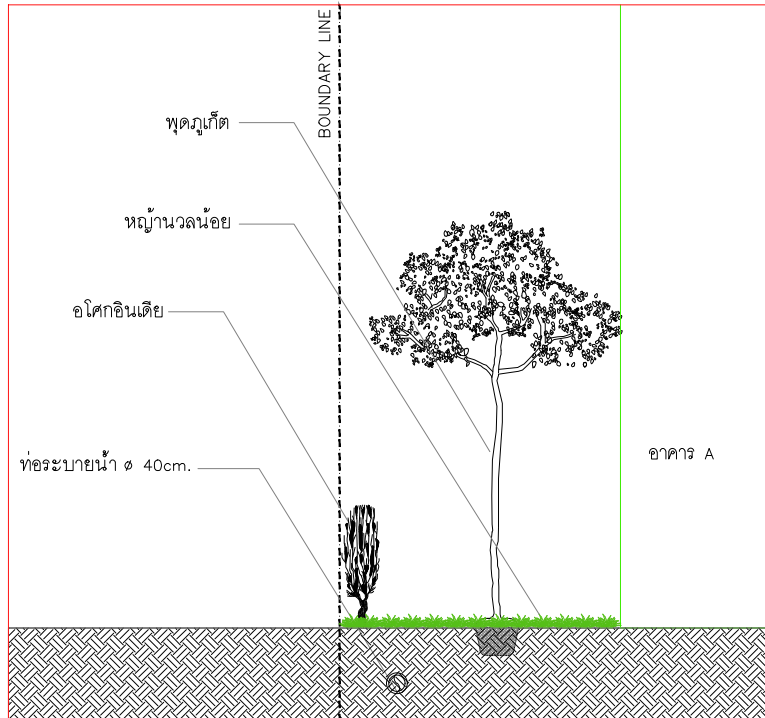 BOUNDARY LINE
พุดภูเก็ต
หญ้านวลน้อย
อโศกอินเดีย
อาคาร A
ท่อระบายน้ำ ø 40cm.